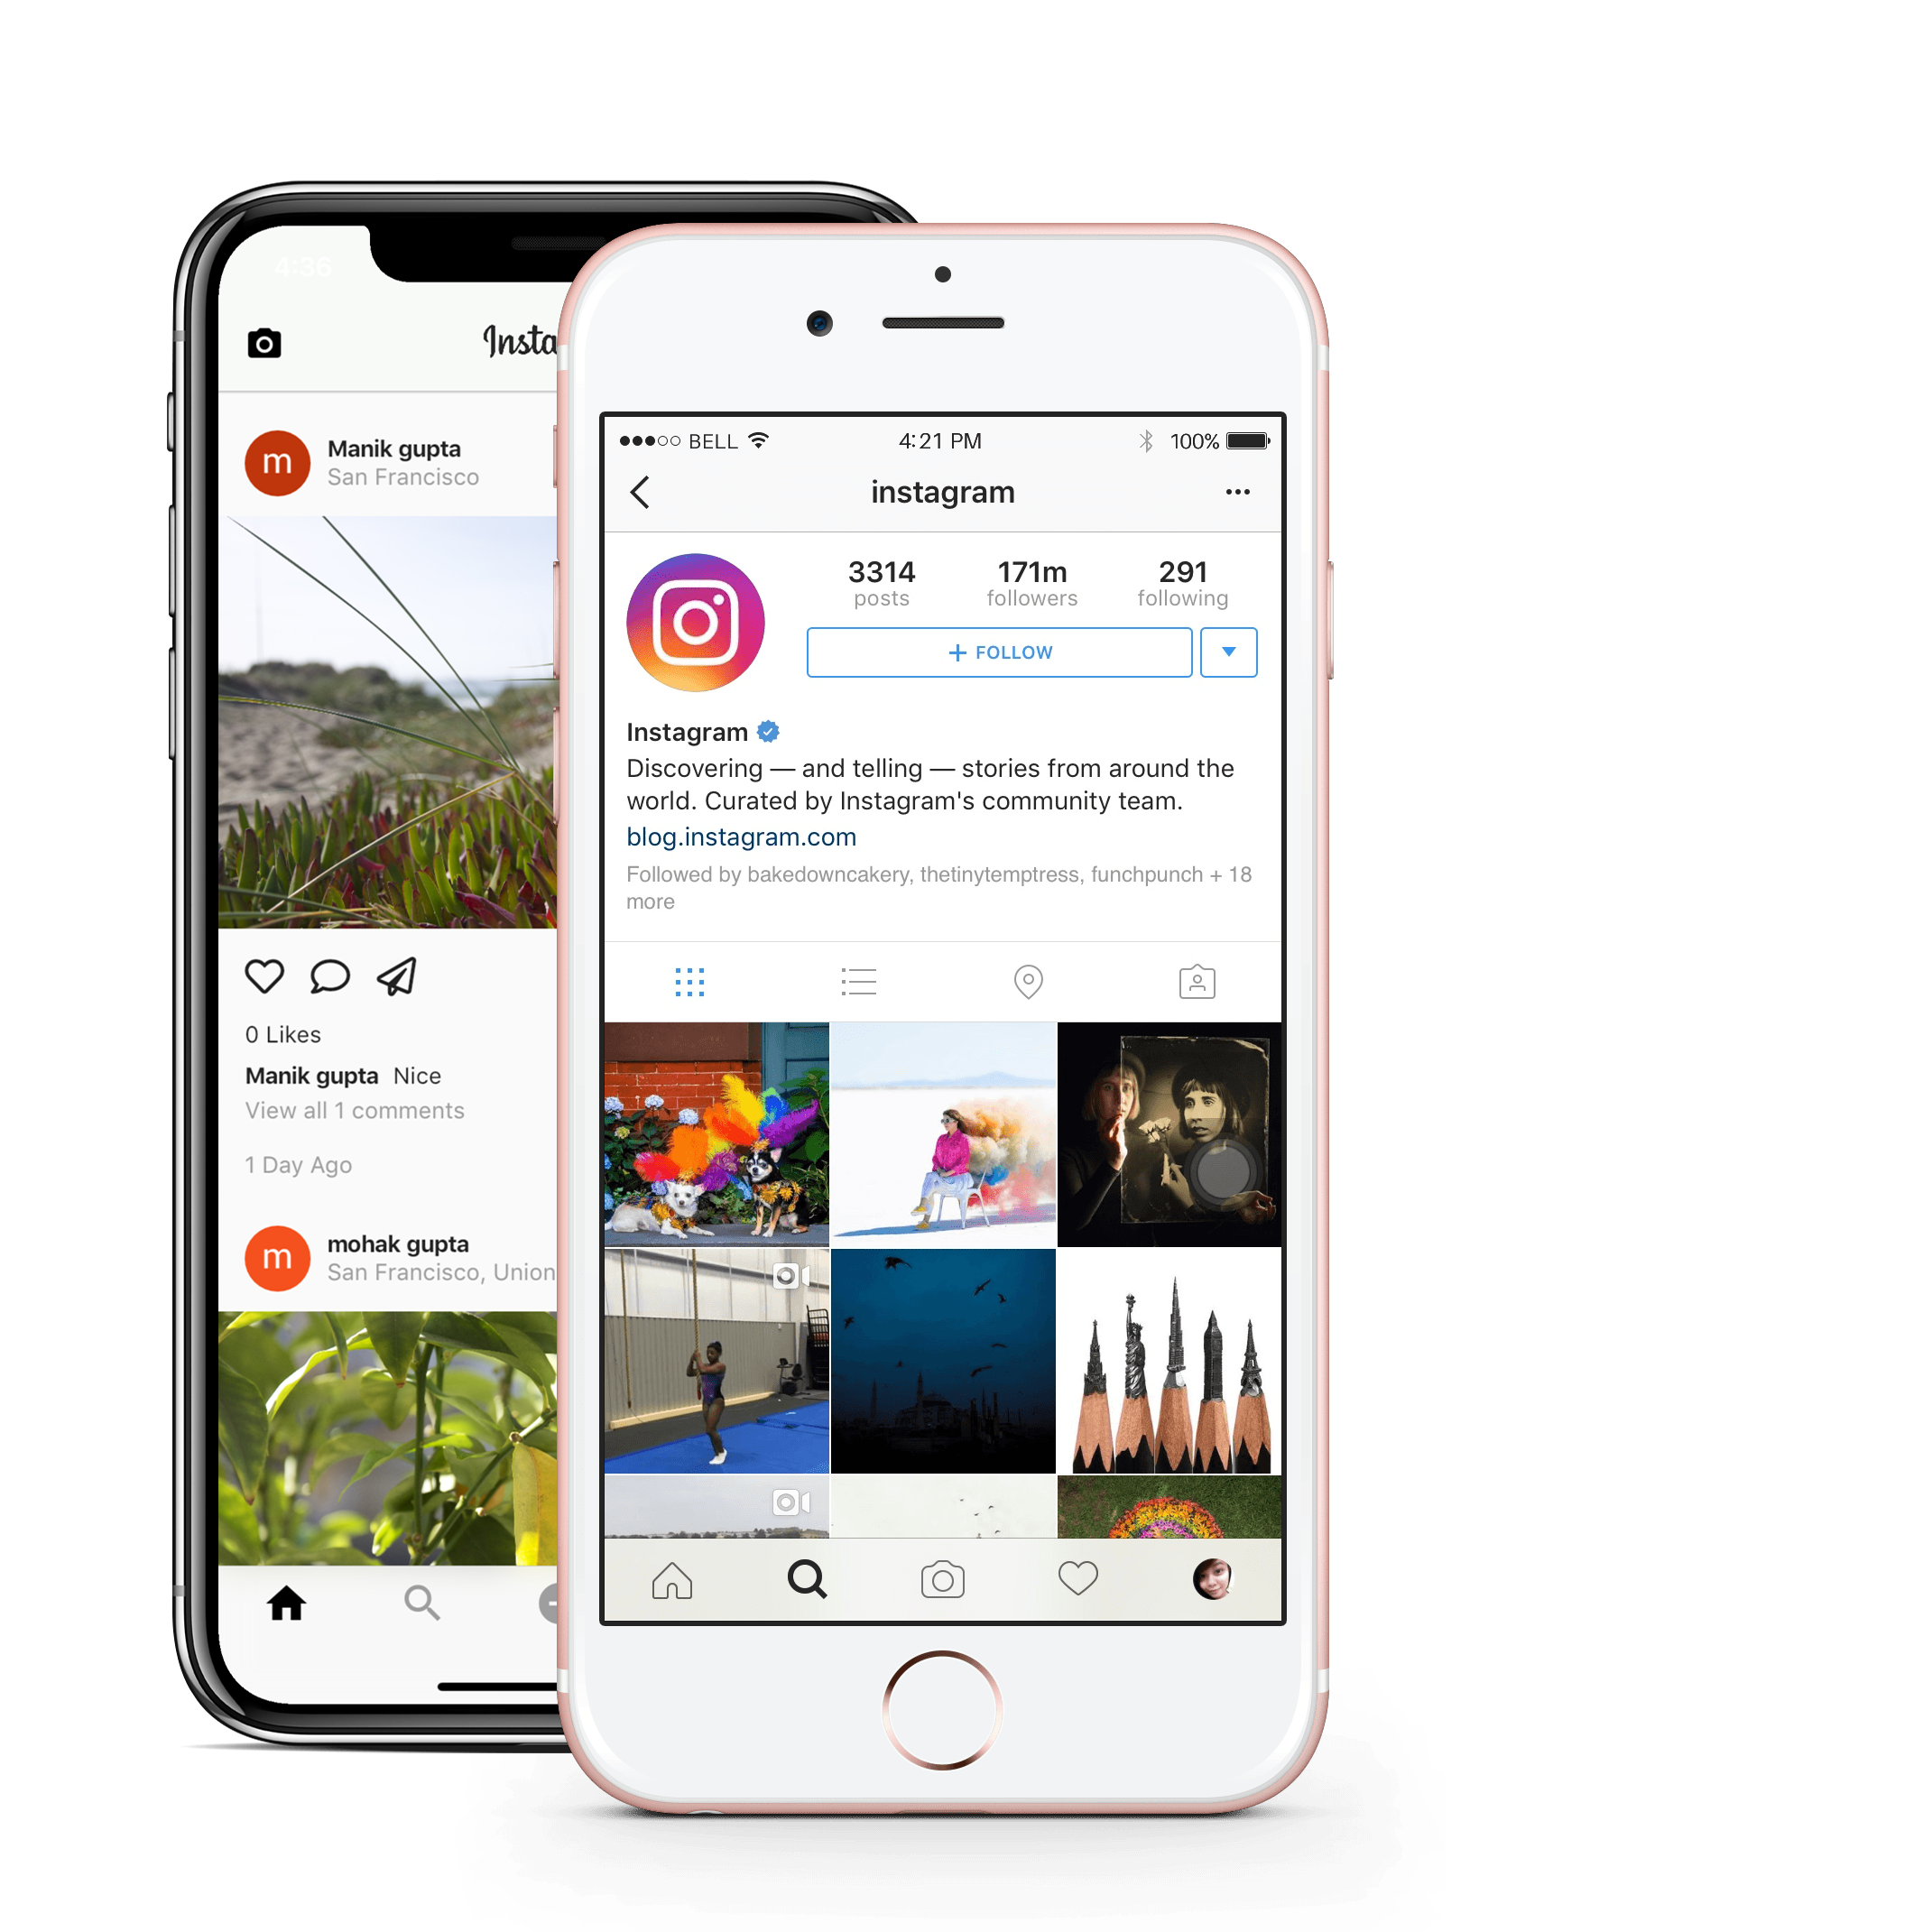 4:36
Insta
m
Manik gupta
San Francisco
0 Likes
Manik gupta Nice
View all 1 comments
1 Day Ago
m
mohak gupta
San Francisco, Union
BELL 4:21 PM 100%
instagram
3314 171m 291
posts followers following
+ FOLLOW
Instagram
Discovering — and telling — stories from around the
world. Curated by Instagram's community team.
blog.instagram.com
Followed by bakedowncakery, thetinytemptress, funchpunch + 18
more